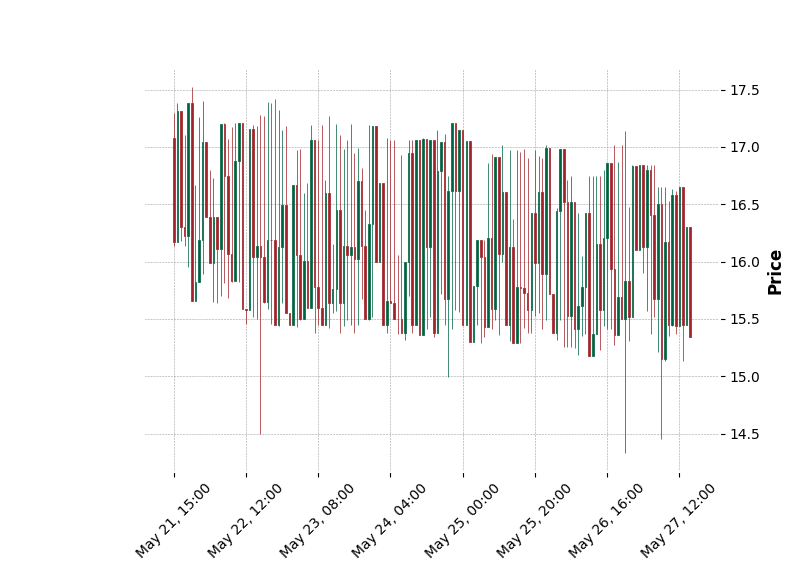 17.5
17.0
16.5
16.0
15.5
15.0
14.5
Price
May 21, 15:00
May 22, 12:00
May 23, 08:00
May 24, 04:00
May 25, 00:00
May 25, 20:00
May 26, 16:00
May 27, 12:00